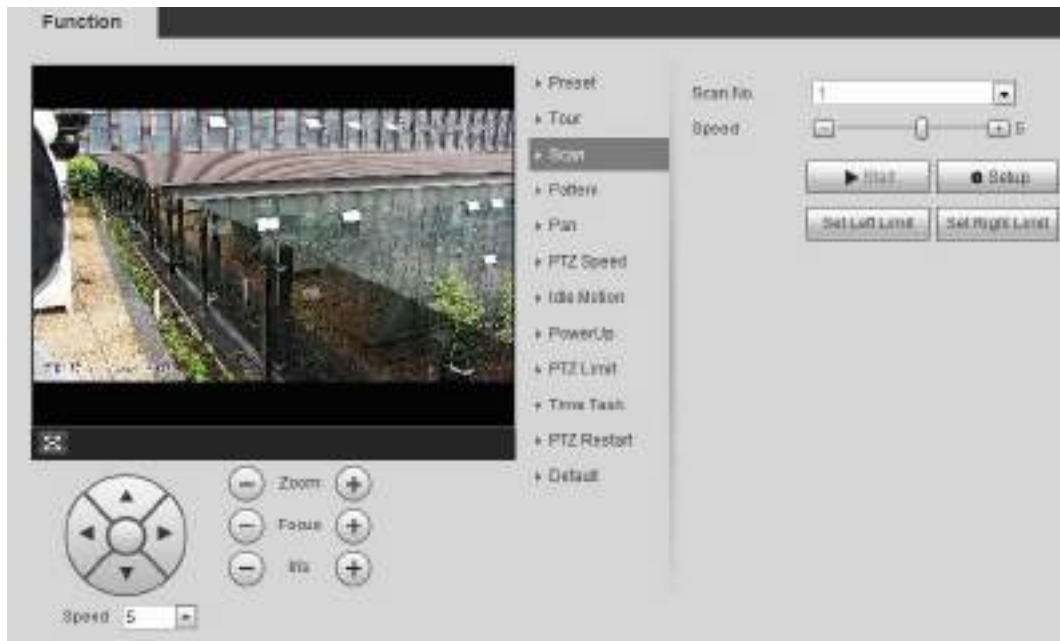 Function
Preset
Tour
Scan
Pattern
Pan
PTZ Speed
Idle Motion
PowerUp
PTZ Limit
Time Task
PTZ Restart
Default
Scan No. 1
Speed 5
Start
Setup
Set Left Limit
Set Right Limit
Zoom
Focus
Iris
Speed 5